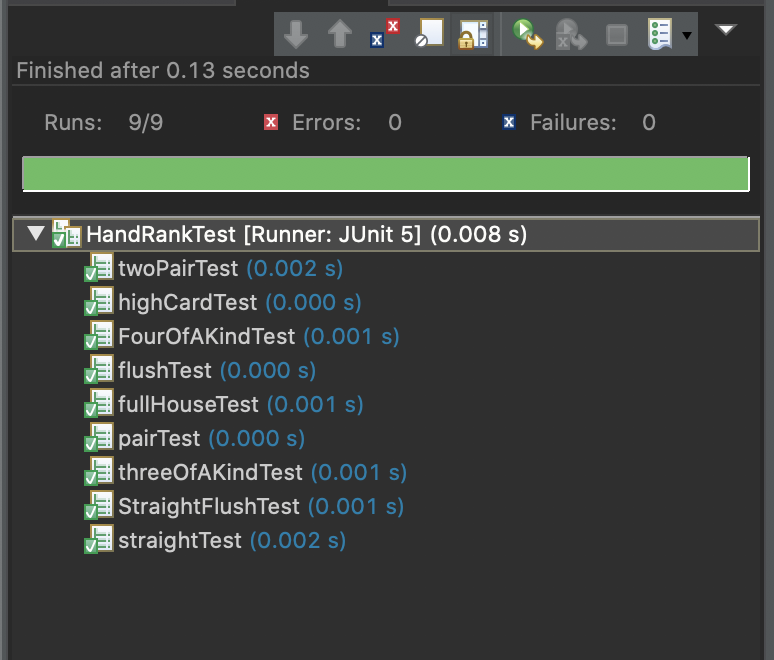 Finished after 0.13 seconds
Runs: 9/9 Errors: 0 Failures: 0
HandRankTest [Runner: JUnit 5] (0.008 s)
twoPairTest (0.002 s)
highCardTest (0.000 s)
FourOfAKindTest (0.001 s)
flushTest (0.000 s)
fullHouseTest (0.001 s)
pairTest (0.000 s)
threeOfAKindTest (0.001 s)
StraightFlushTest (0.001 s)
straightTest (0.002 s)